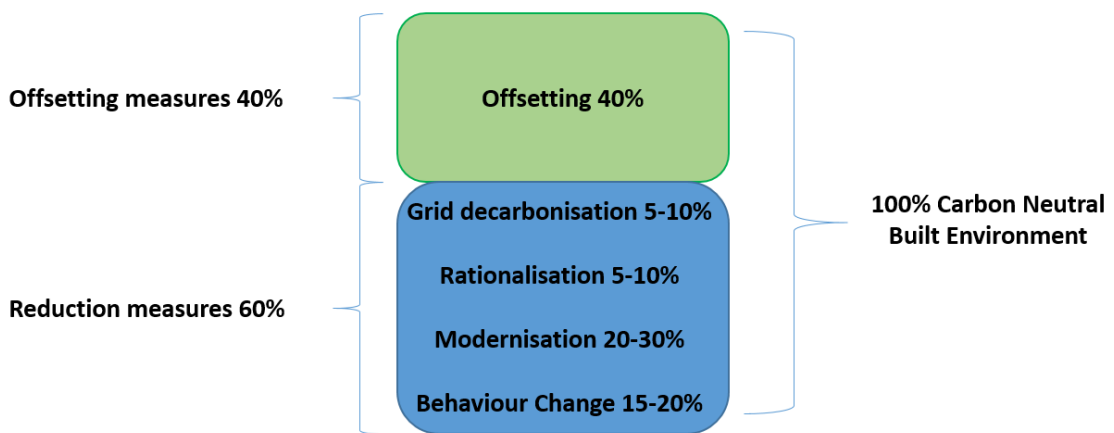 Offsetting measures 40%
Offsetting 40%
Grid decarbonisation 5-10%
Rationalisation 5-10%
Reduction measures 60%
Modernisation 20-30%
Behaviour Change 15-20%
100% Carbon Neutral
Built Environment